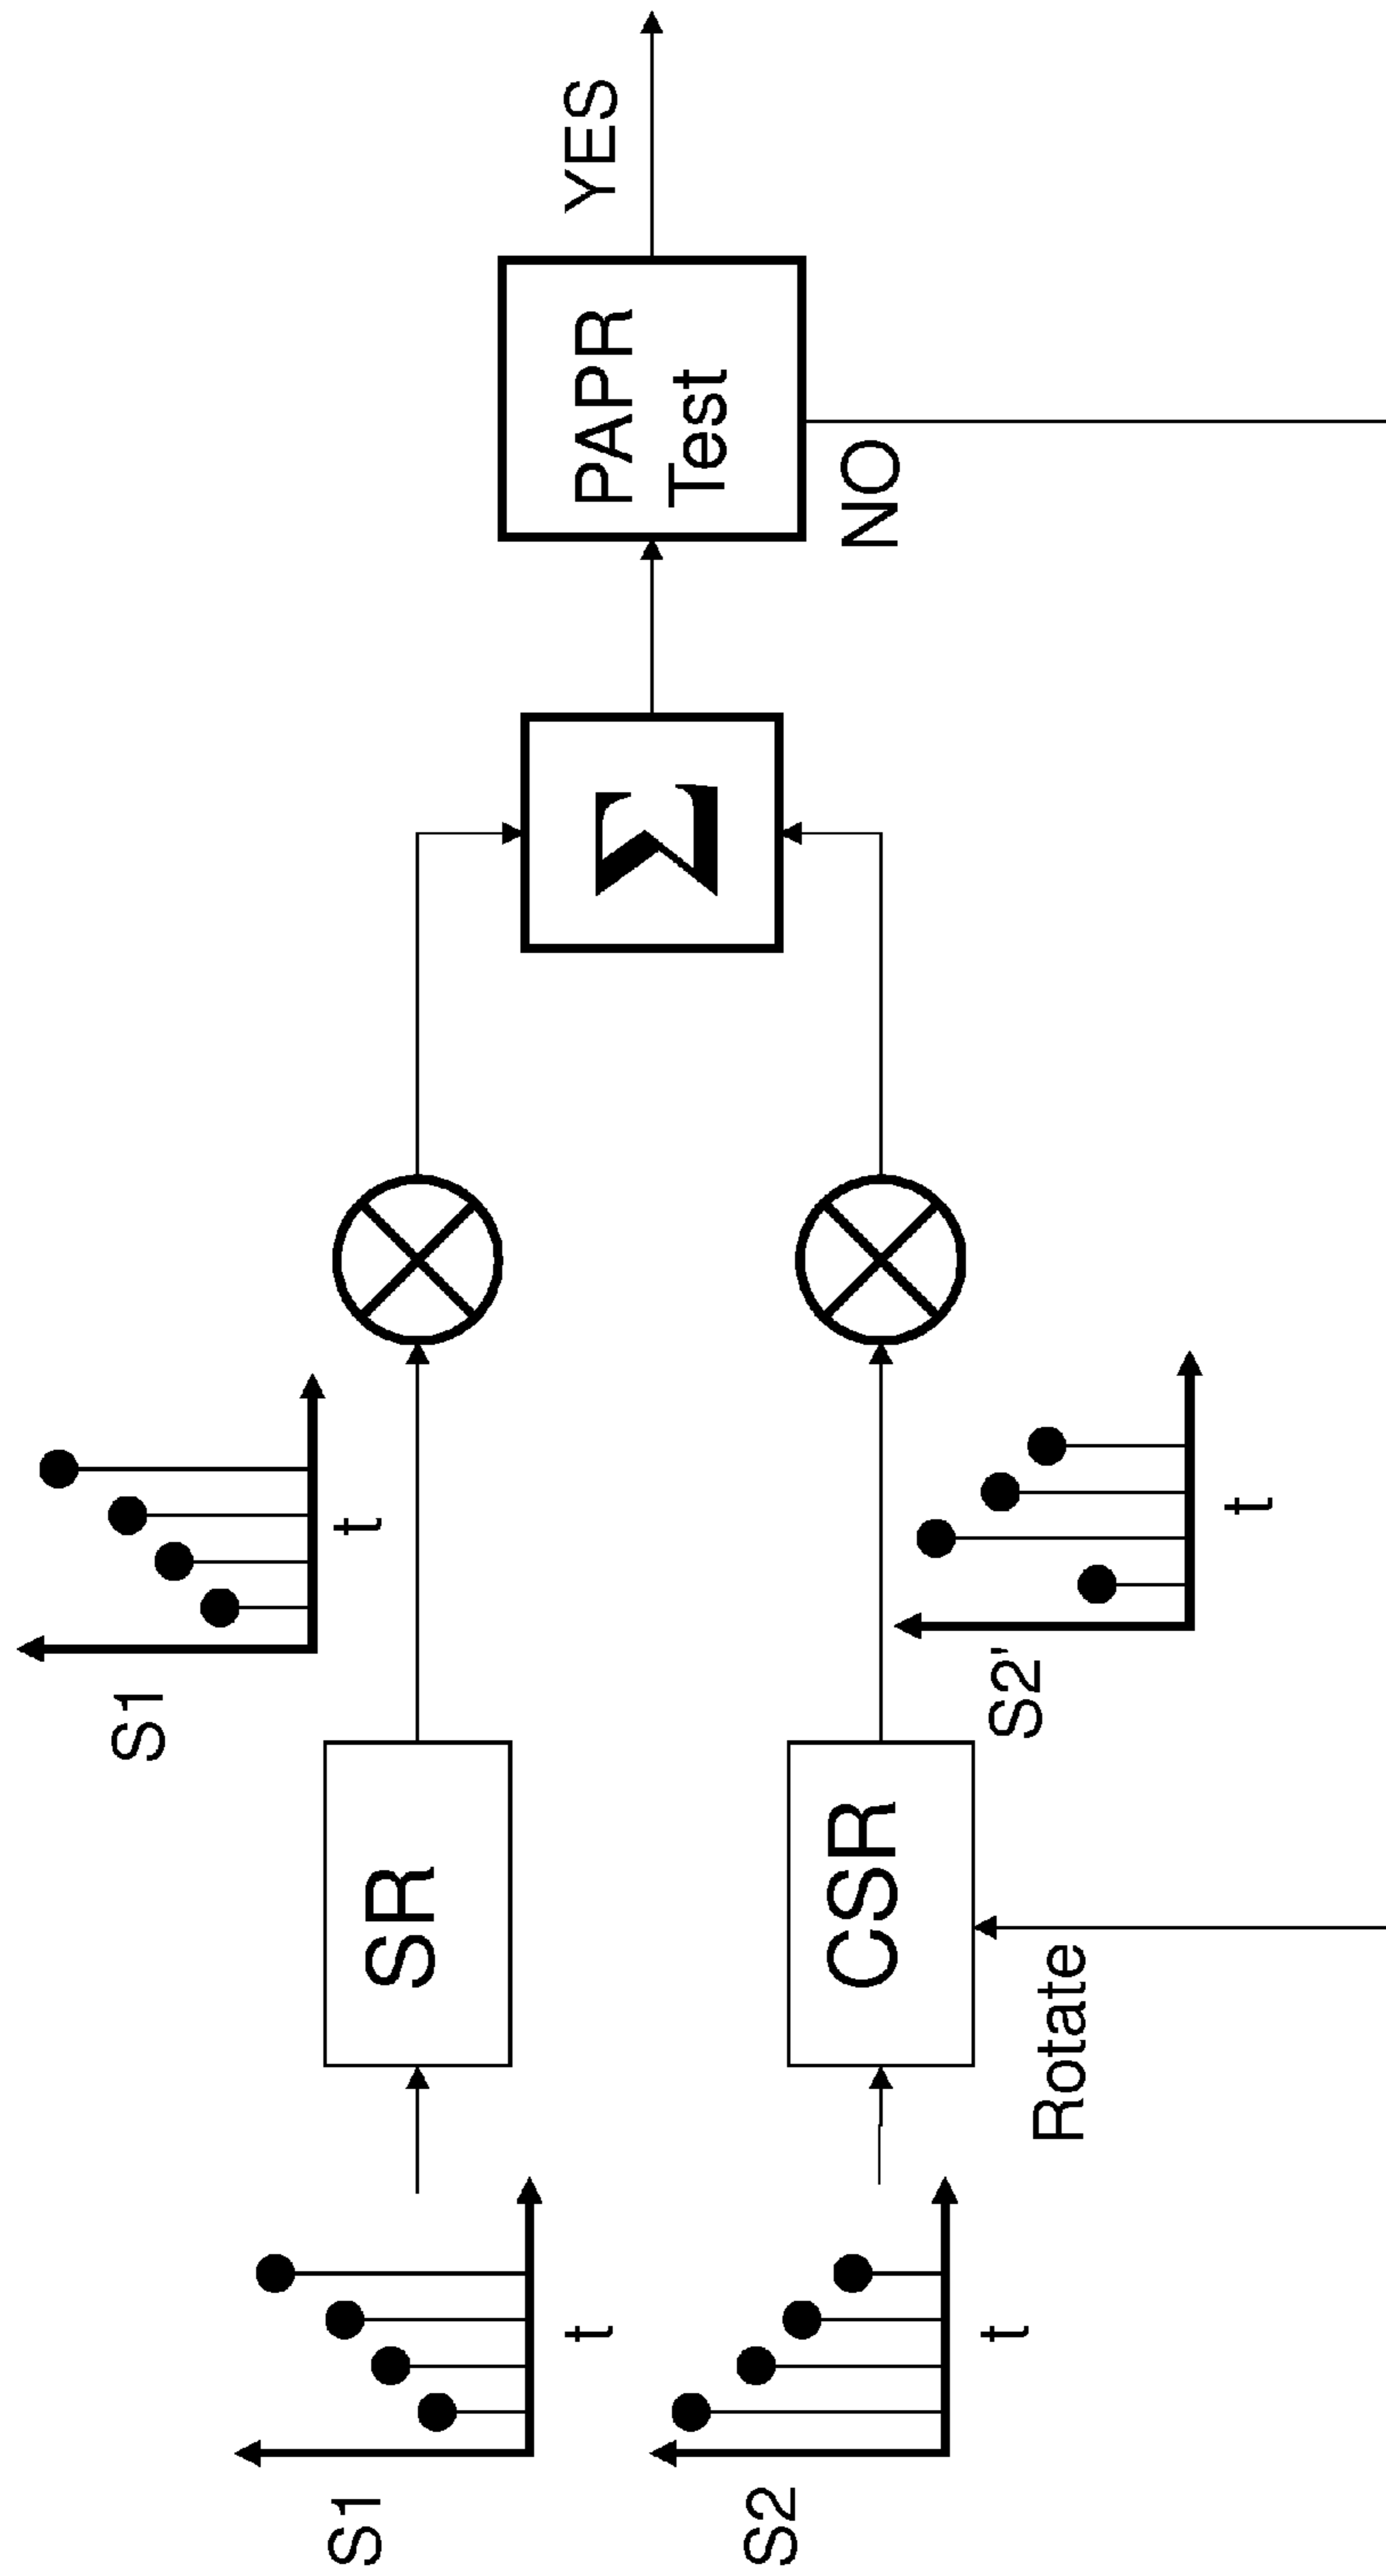 S1
t
SR
S1
t
Σ
PAPR
Test
YES
NO
S2
t
CSR
Rotate
S2'
t